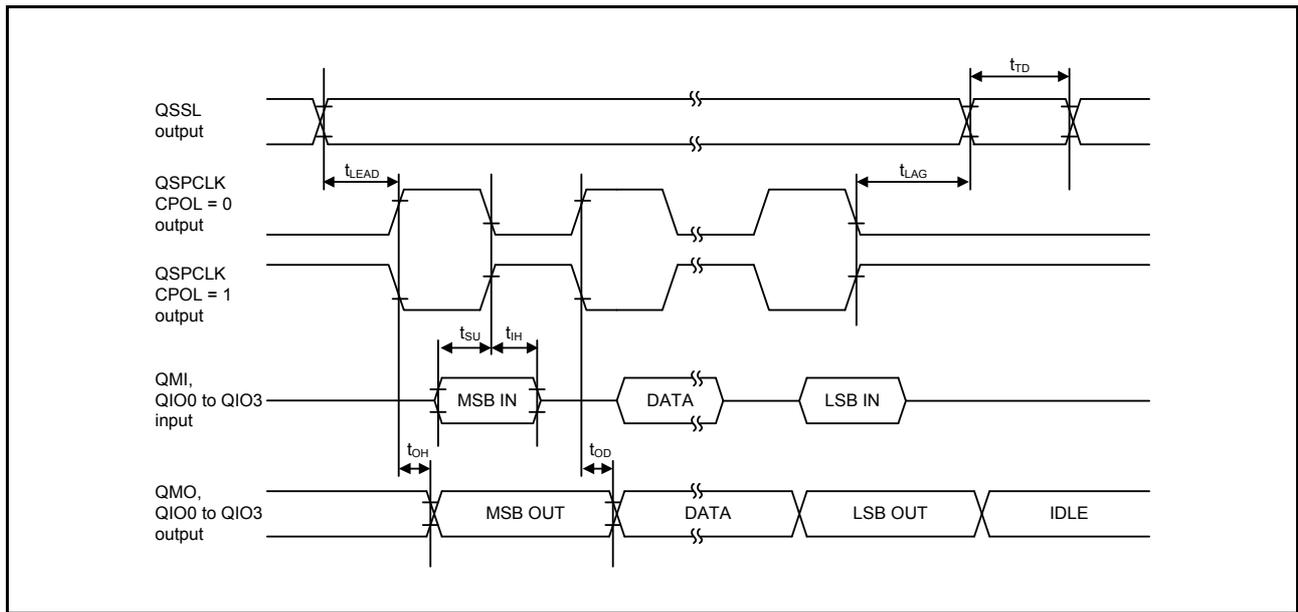 tTD
QSSL
output
tLEAD
tLAG
QSPCLK
CPOL = 0
output
QSPCLK
CPOL = 1
output
tSU
tIH
QMI,
QIO0 to QIO3
input
MSB IN
DATA
LSB IN
tOH
tOD
QMO,
QIO0 to QIO3
output
MSB OUT
DATA
LSB OUT
IDLE